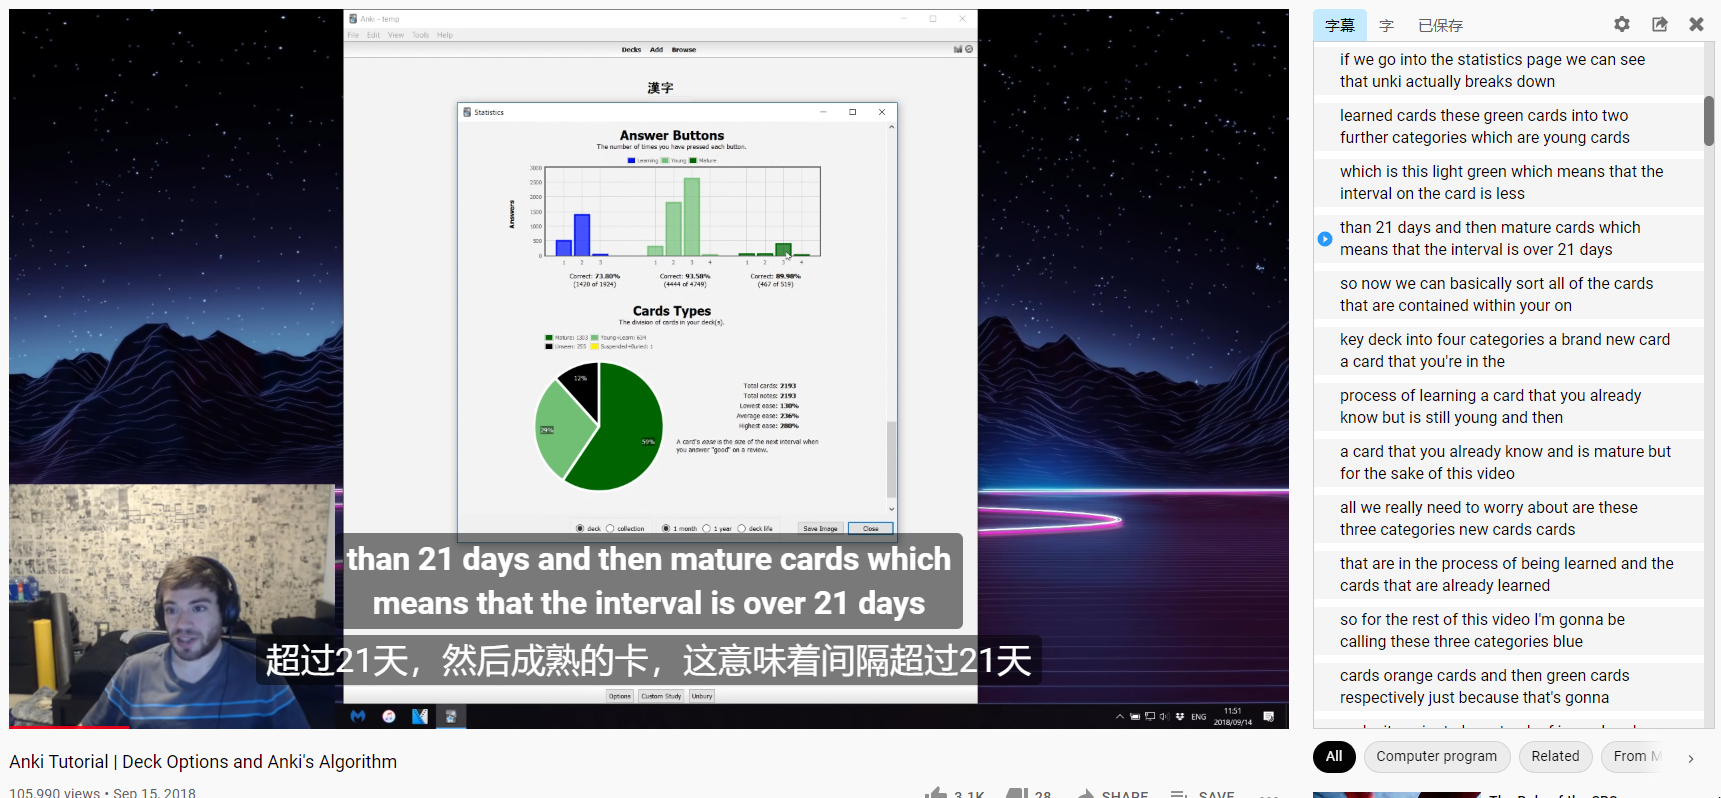 Anki - temp
File Edit View Tools Help
Decks Add Browse
漢字
Statistics
Answer Buttons
The number of times you have pressed each button.
Learning Young Mature
Answers
3000
2500
2000
1500
1000
500
0
1 2 3 1 2 3 4 1 2 3 4
Correct: 73.80% Correct: 93.58% Correct: 89.98%
(1420 of 1924) (4444 of 4749) (467 of 519)
Cards Types
The division of cards in your deck(s).
Mature: 1303 Young+Learn: 634
Unseen: 255 Suspended+Buried: 1
12%
29%
59%
Total cards: 2193
Total notes: 2193
Lowest ease: 130%
Average ease: 236%
Highest ease: 280%
A card's ease is the size of the next interval when
you answer "good" on a review.
deck collection 1 month 1 year deck life Save Image Close
than 21 days and then mature cards which
means that the interval is over 21 days
超过21天，然后成熟的卡，这意味着间隔超过21天
Options Custom Study Unbury
ENG
11:51
2018/09/14
Anki Tutorial | Deck Options and Anki's Algorithm
105,990 views • Sep 15, 2018
3.1K 28 SHARE SAVE
字幕 字 已保存
if we go into the statistics page we can see
that unki actually breaks down
learned cards these green cards into two
further categories which are young cards
which is this light green which means that the
interval on the card is less
than 21 days and then mature cards which
means that the interval is over 21 days
so now we can basically sort all of the cards
that are contained within your on
key deck into four categories a brand new card
a card that you're in the
process of learning a card that you already
know but is still young and then
a card that you already know and is mature but
for the sake of this video
all we really need to worry about are these
three categories new cards cards
that are in the process of being learned and the
cards that are already learned
so for the rest of this video I'm gonna be
calling these three categories blue
cards orange cards and then green cards
respectively just because that's gonna
All Computer program Related From M